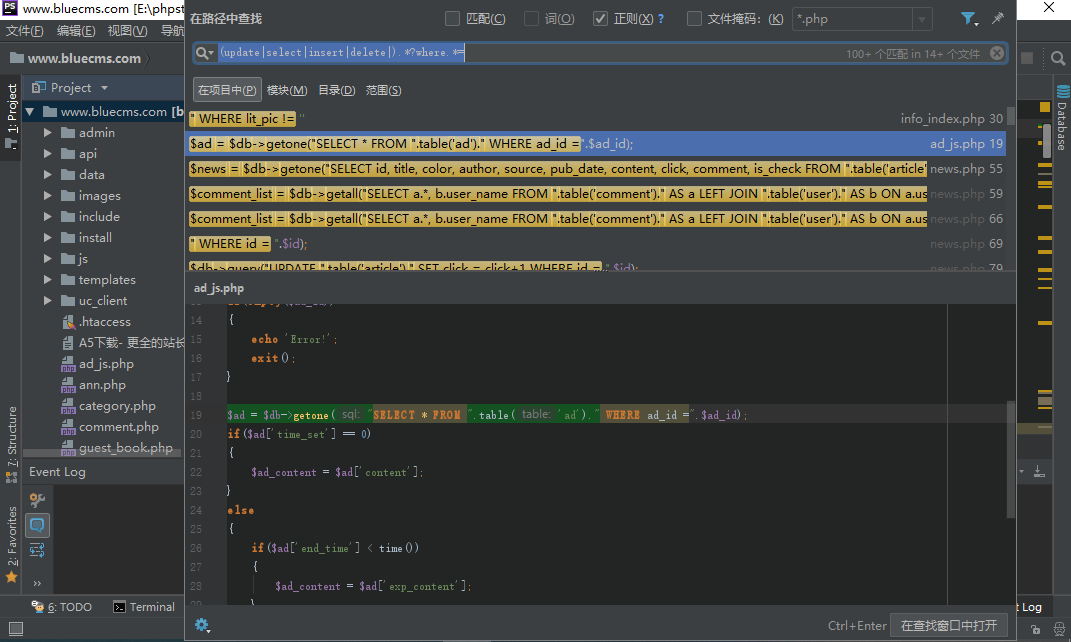 www.bluecms.com [E:\phpst
文件(F) 编辑(E) 视图(V) 导航
www.bluecms.com
1: Project
Project
www.bluecms.com [b
admin
api
data
images
include
install
js
templates
uc_client
.htaccess
A5下载- 更全的站长
ad_js.php
ann.php
category.php
comment.php
guest_book.php
7: Structure
2: Favorites
Event Log
6: TODO
Terminal
在路径中查找
匹配(C)
词(O)
正则(X) ?
文件掩码: (K)
*.php
(update|select|insert|delete|).*?where.*=
100+ 个匹配 in 14+ 个文件
在项目中(P) 模块(M) 目录(D) 范围(S)
" WHERE lit_pic != ''
info_index.php 30
$ad = $db->getone("SELECT * FROM ".table('ad')." WHERE ad_id =".$ad_id);
ad_js.php 19
$news = $db->getone("SELECT id, title, color, author, source, pub_date, content, click, comment, is_check FROM ".table('article'
news.php 55
$comment_list = $db->getall("SELECT a.*, b.user_name FROM ".table('comment')." AS a LEFT JOIN ".table('user')." AS b ON a.us
news.php 59
$comment_list = $db->getall("SELECT a.*, b.user_name FROM ".table('comment')." AS a LEFT JOIN ".table('user')." AS b ON a.us
news.php 66
" WHERE id = ".$id);
news.php 69
$db->query("UPDATE ".table('article')." SET click = click+1 WHERE id = ".$id);
news.php 79
ad_js.php
14 {
15 echo 'Error!';
16 exit();
17 }
18
19 $ad = $db->getone( sql: "SELECT * FROM ".table( table: 'ad')." WHERE ad_id =".$ad_id);
20 if($ad['time_set'] == 0)
21 {
22 $ad_content = $ad['content'];
23 }
24 else
25 {
26 if($ad['end_time'] < time())
27 {
28 $ad_content = $ad['exp_content'];
29 }
Ctrl+Enter
在查找窗口中打开
Database
t Log